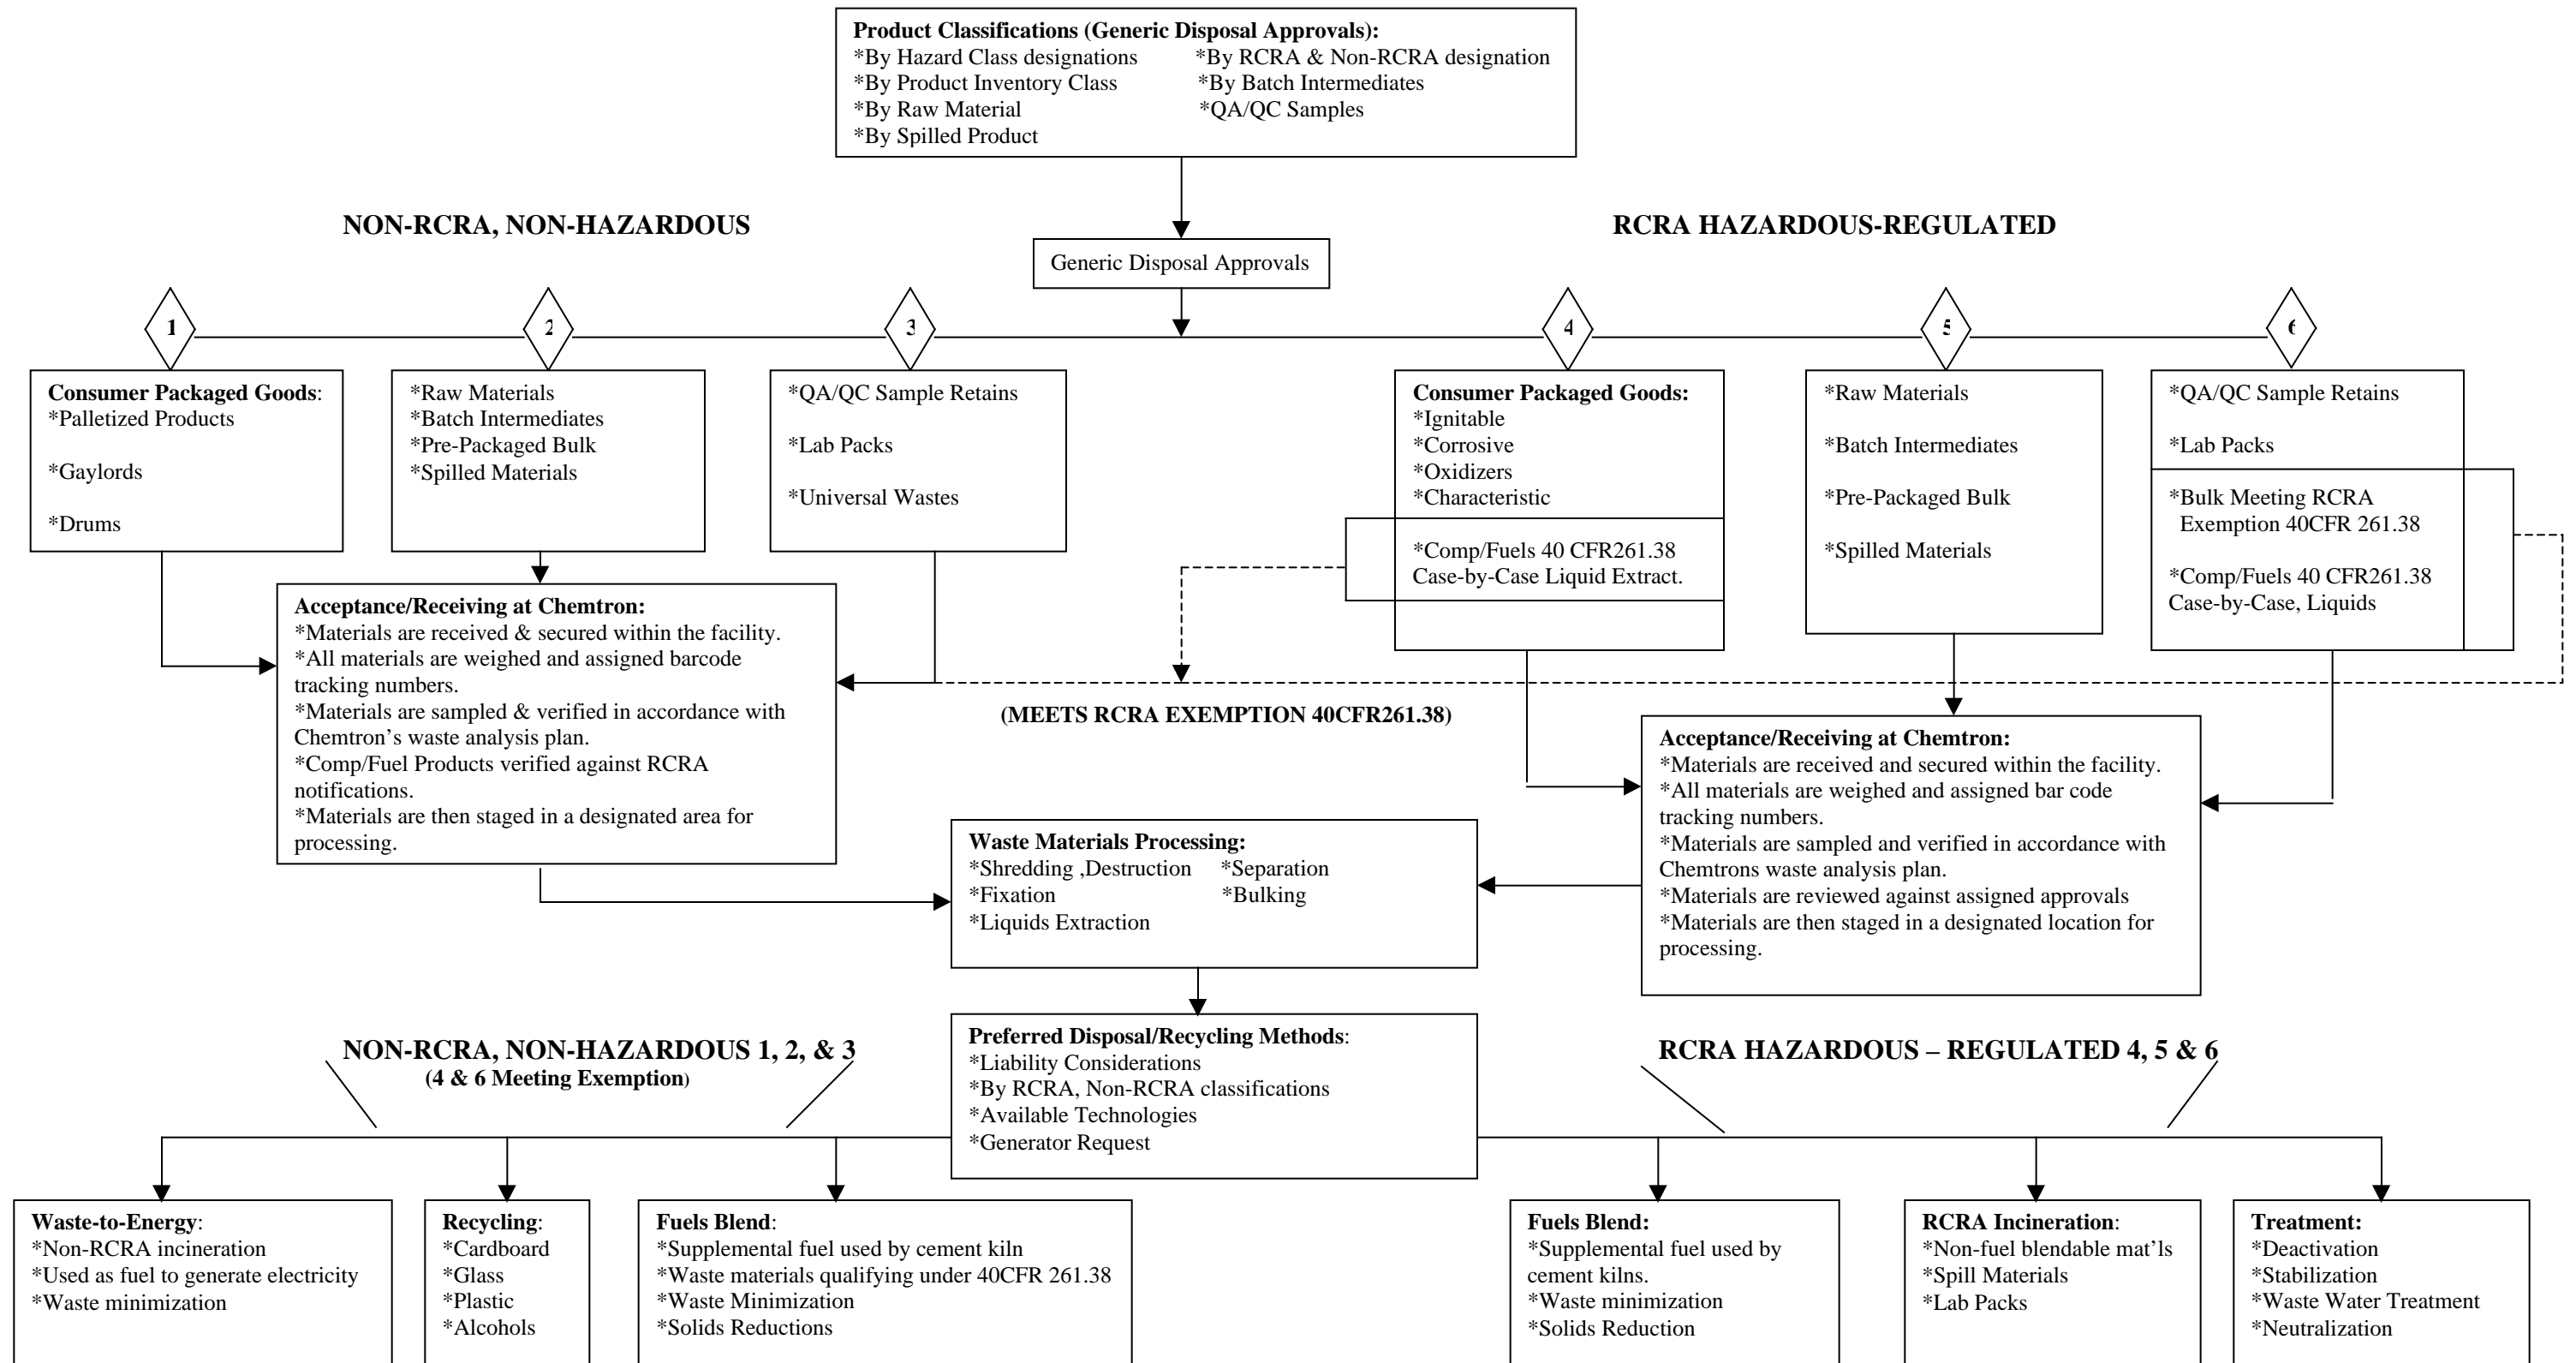 Product Classifications (Generic Disposal Approvals):
*By Hazard Class designations *By RCRA & Non-RCRA designation
*By Product Inventory Class *By Batch Intermediates
*By Raw Material *QA/QC Samples
*By Spilled Product
NON-RCRA, NON-HAZARDOUS
RCRA HAZARDOUS-REGULATED
Generic Disposal Approvals
1
2
3
4
5
6
Consumer Packaged Goods:
*Palletized Products
*Gaylords
*Drums
*Raw Materials
*Batch Intermediates
*Pre-Packaged Bulk
*Spilled Materials
*QA/QC Sample Retains
*Lab Packs
*Universal Wastes
Consumer Packaged Goods:
*Ignitable
*Corrosive
*Oxidizers
*Characteristic
*Comp/Fuels 40 CFR261.38
Case-by-Case Liquid Extract.
*Raw Materials
*Batch Intermediates
*Pre-Packaged Bulk
*Spilled Materials
*QA/QC Sample Retains
*Lab Packs
*Bulk Meeting RCRA
Exemption 40CFR 261.38
*Comp/Fuels 40 CFR261.38
Case-by-Case, Liquids
Acceptance/Receiving at Chemtron:
*Materials are received & secured within the facility.
*All materials are weighed and assigned barcode
tracking numbers.
*Materials are sampled & verified in accordance with
Chemtron’s waste analysis plan.
*Comp/Fuel Products verified against RCRA
notifications.
*Materials are then staged in a designated area for
processing.
(MEETS RCRA EXEMPTION 40CFR261.38)
Acceptance/Receiving at Chemtron:
*Materials are received and secured within the facility.
*All materials are weighed and assigned bar code
tracking numbers.
*Materials are sampled and verified in accordance with
Chemtrons waste analysis plan.
*Materials are reviewed against assigned approvals
*Materials are then staged in a designated location for
processing.
Waste Materials Processing:
*Shredding ,Destruction *Separation
*Fixation *Bulking
*Liquids Extraction
NON-RCRA, NON-HAZARDOUS 1, 2, & 3
(4 & 6 Meeting Exemption)
Preferred Disposal/Recycling Methods:
*Liability Considerations
*By RCRA, Non-RCRA classifications
*Available Technologies
*Generator Request
RCRA HAZARDOUS – REGULATED 4, 5 & 6
Waste-to-Energy:
*Non-RCRA incineration
*Used as fuel to generate electricity
*Waste minimization
Recycling:
*Cardboard
*Glass
*Plastic
*Alcohols
Fuels Blend:
*Supplemental fuel used by cement kiln
*Waste materials qualifying under 40CFR 261.38
*Waste Minimization
*Solids Reductions
Fuels Blend:
*Supplemental fuel used by
cement kilns.
*Waste minimization
*Solids Reduction
RCRA Incineration:
*Non-fuel blendable mat’ls
*Spill Materials
*Lab Packs
Treatment:
*Deactivation
*Stabilization
*Waste Water Treatment
*Neutralization